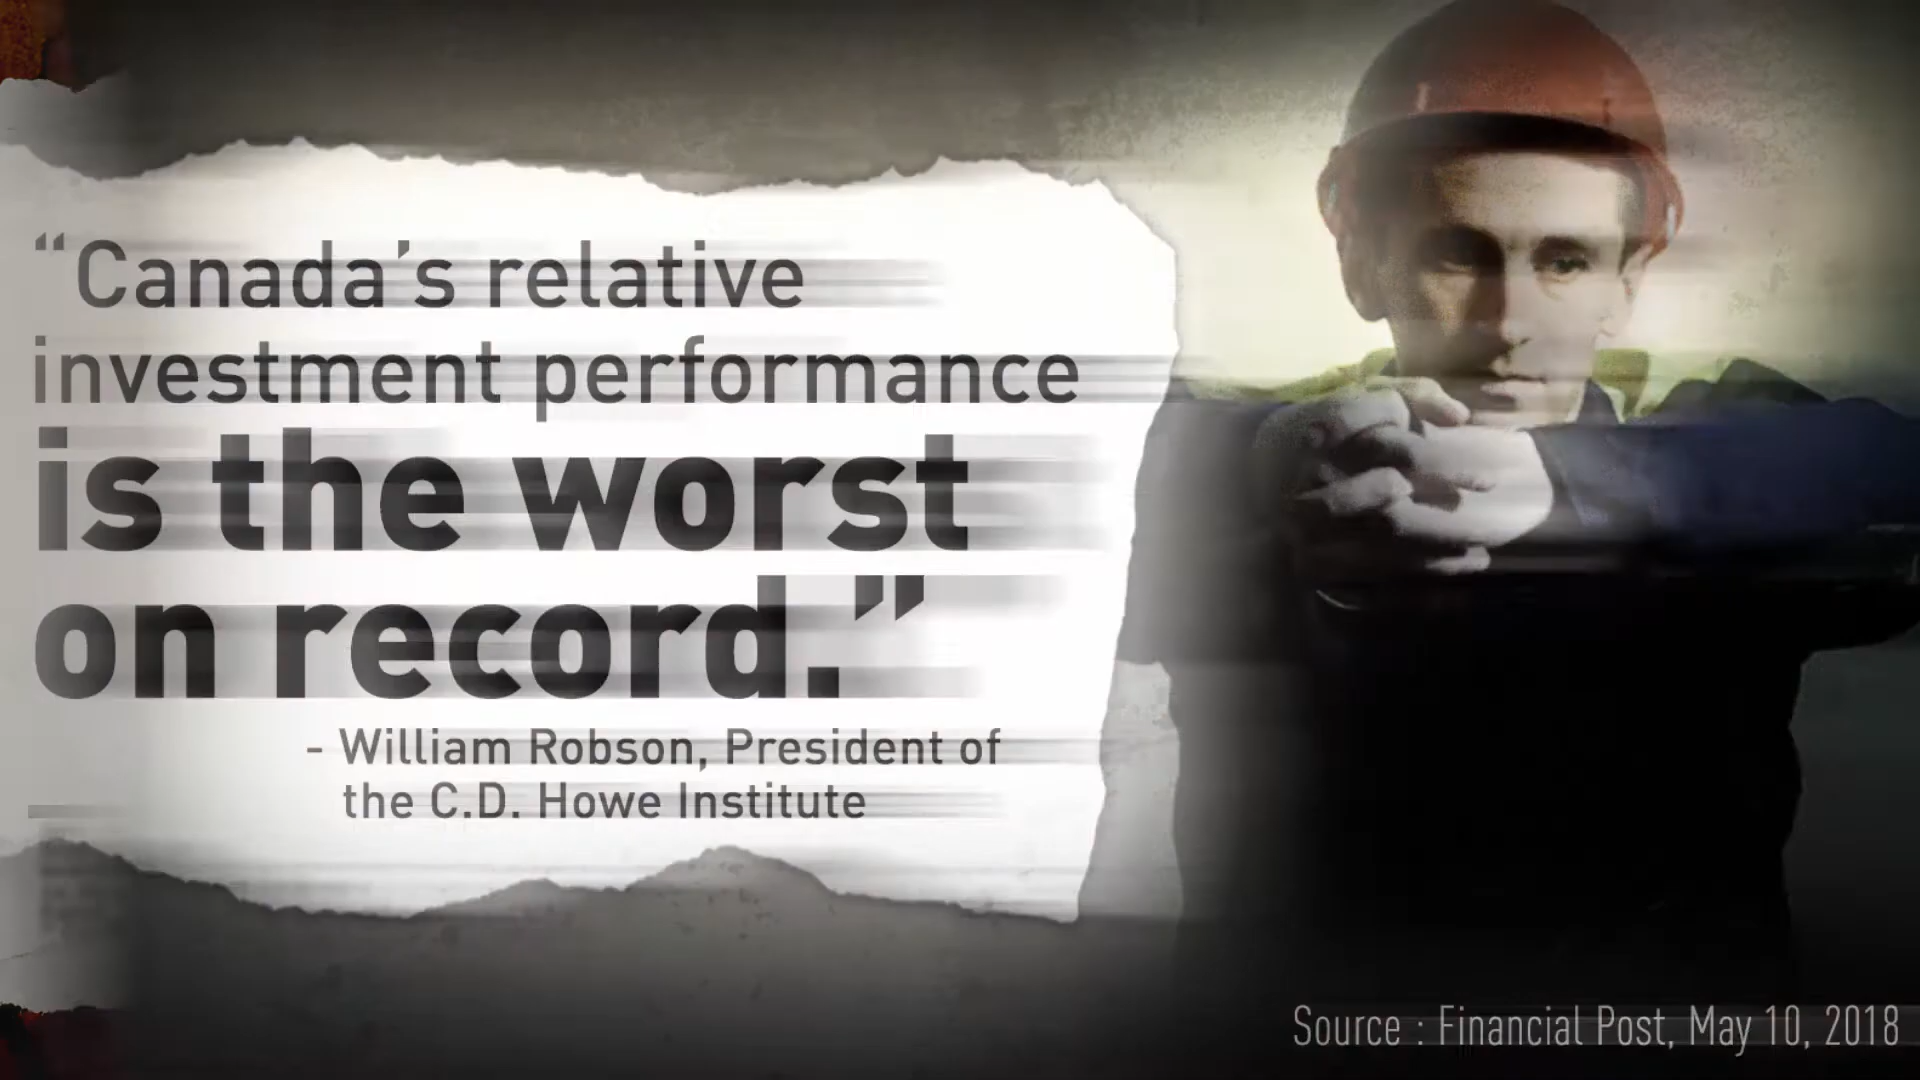 “Canada’s relative
investment performance
is the worst
on record.”
- William Robson, President of
the C.D. Howe Institute
Source : Financial Post, May 10, 2018